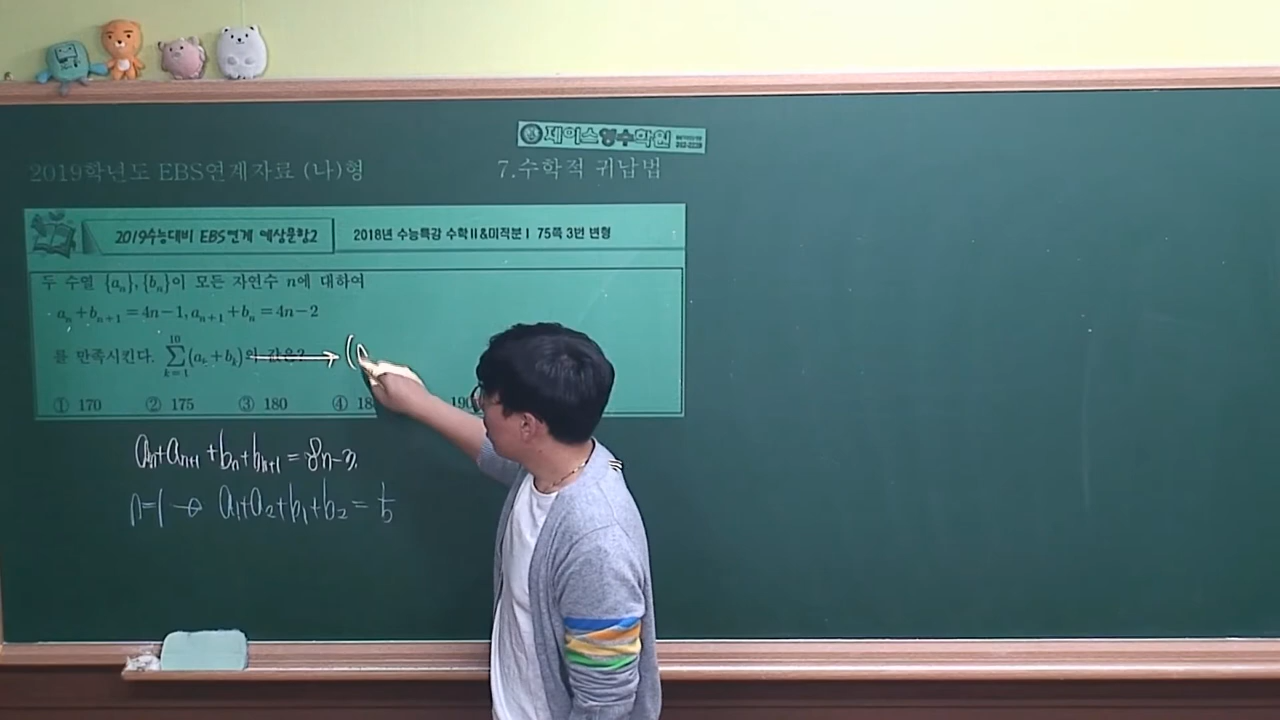 제이스영수학원
2019학년도 EBS연계자료 (나)형 7.수학적 귀납법
2019수능대비 EBS연계 예상문항2 2018년 수능특강 수학Ⅱ&미적분Ⅰ 75쪽 3번 변형
두 수열 {aₙ}, {bₙ}이 모든 자연수 n에 대하여
aₙ+bₙ₊₁=4n−1, aₙ₊₁+bₙ=4n−2
를 만족시킨다. ∑(k=1→10)(aₖ+bₖ)의 값은? → (a
① 170 ② 175 ③ 180 ④ 18 190
aₙ+aₙ₊₁+bₙ+bₙ₊₁=8n−3.
n=1 → a₁+a₂+b₁+b₂=5